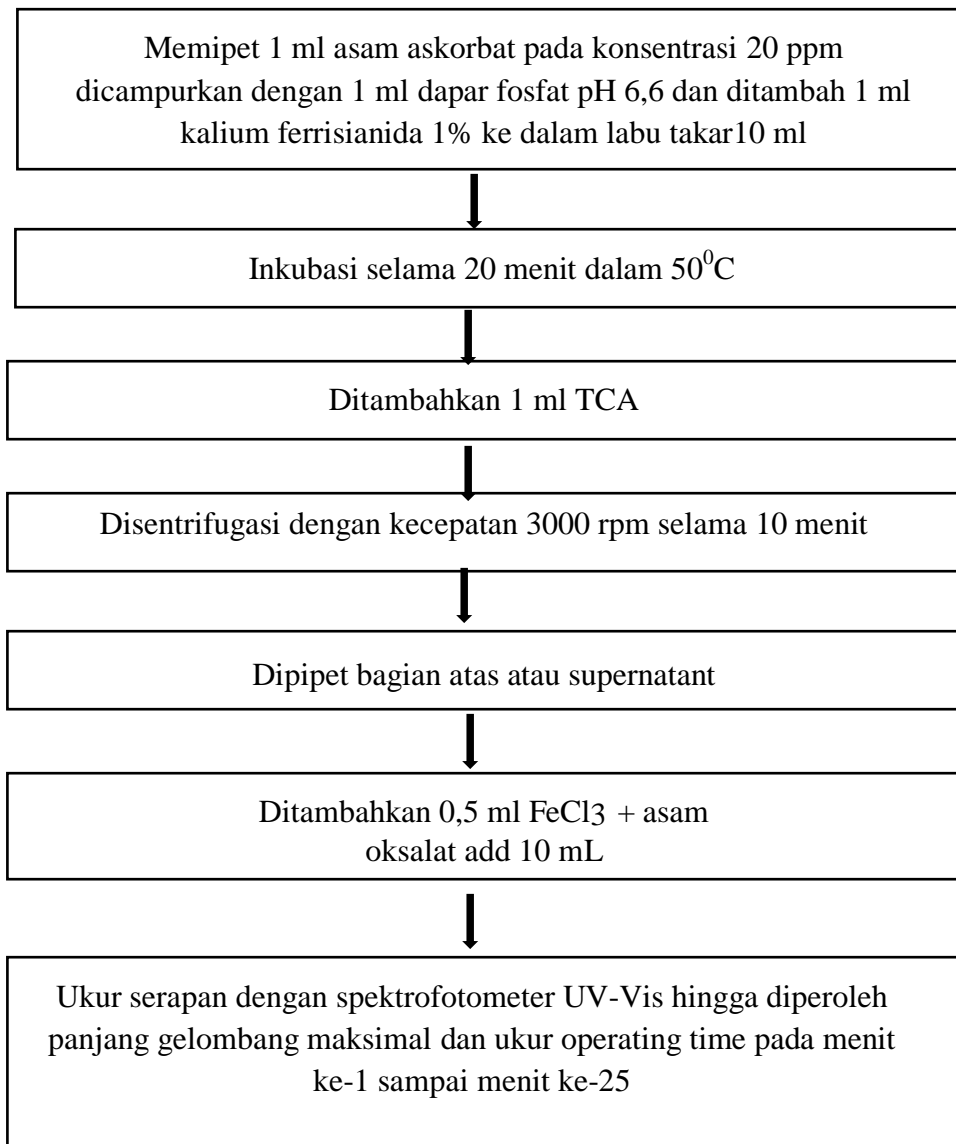 Memipet 1 ml asam askorbat pada konsentrasi 20 ppm
dicampurkan dengan 1 ml dapar fosfat pH 6,6 dan ditambah 1 ml
kalium ferrisianida 1% ke dalam labu takar10 ml
Inkubasi selama 20 menit dalam 50⁰C
Ditambahkan 1 ml TCA
Disentrifugasi dengan kecepatan 3000 rpm selama 10 menit
Dipipet bagian atas atau supernatant
Ditambahkan 0,5 ml FeCl3 + asam
oksalat add 10 mL
Ukur serapan dengan spektrofotometer UV-Vis hingga diperoleh
panjang gelombang maksimal dan ukur operating time pada menit
ke-1 sampai menit ke-25